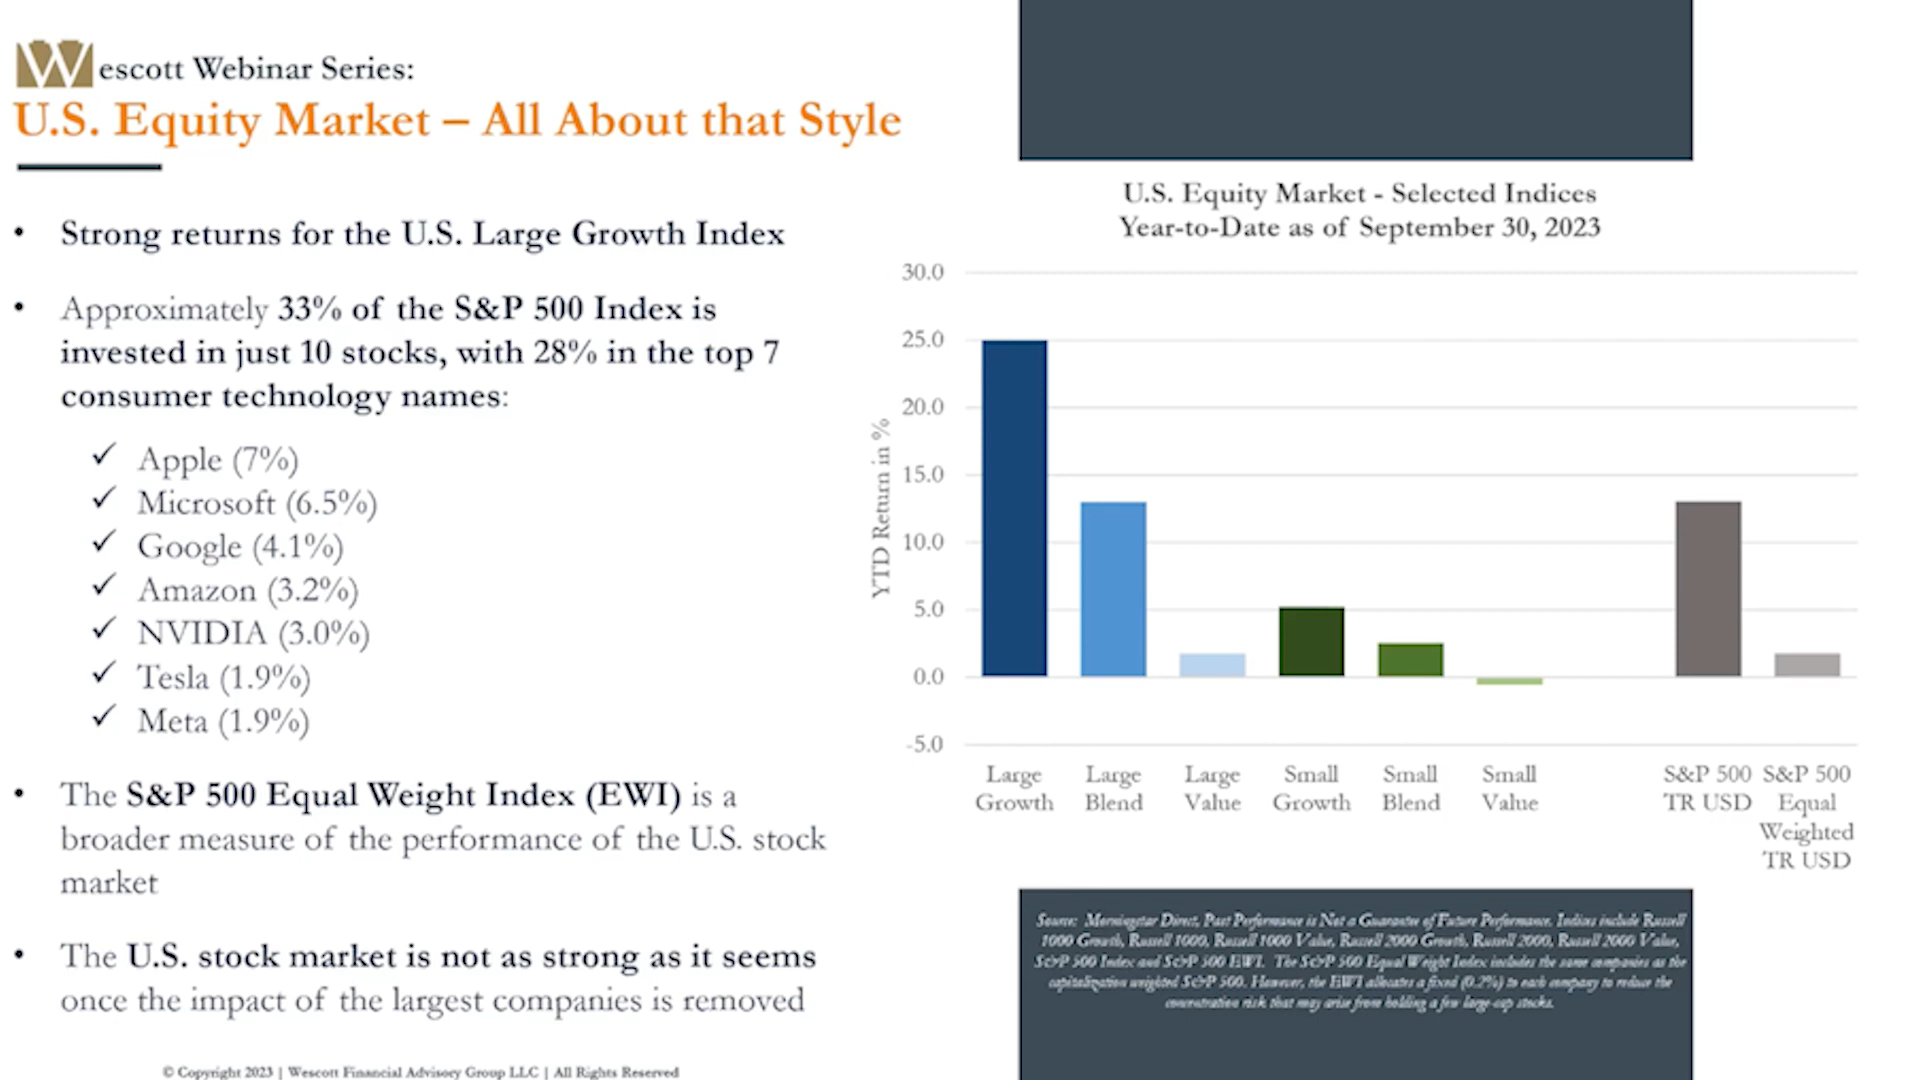 Wescott Webinar Series:
U.S. Equity Market – All About that Style
• Strong returns for the U.S. Large Growth Index
• Approximately 33% of the S&P 500 Index is
invested in just 10 stocks, with 28% in the top 7
consumer technology names:
✓ Apple (7%)
✓ Microsoft (6.5%)
✓ Google (4.1%)
✓ Amazon (3.2%)
✓ NVIDIA (3.0%)
✓ Tesla (1.9%)
✓ Meta (1.9%)
• The S&P 500 Equal Weight Index (EWI) is a
broader measure of the performance of the U.S. stock
market
• The U.S. stock market is not as strong as it seems
once the impact of the largest companies is removed
© Copyright 2023 | Wescott Financial Advisory Group LLC | All Rights Reserved
U.S. Equity Market - Selected Indices
Year-to-Date as of September 30, 2023
YTD Return in %
30.0
25.0
20.0
15.0
10.0
5.0
0.0
-5.0
Large Growth
Large Blend
Large Value
Small Growth
Small Blend
Small Value
S&P 500 TR USD
S&P 500 Equal Weighted TR USD
Source: Morningstar Direct, Past Performance is Not a Guarantee of Future Performance. Indices include Russell
1000 Growth, Russell 1000, Russell 1000 Value, Russell 2000 Growth, Russell 2000, Russell 2000 Value,
S&P 500 Index and S&P 500 EWI. The S&P 500 Equal Weight Index includes the same companies as the
capitalization weighted S&P 500. However, the EWI allocates a fixed (0.2%) to each company to reduce the
concentration risk that may arise from holding a few large-cap stocks.